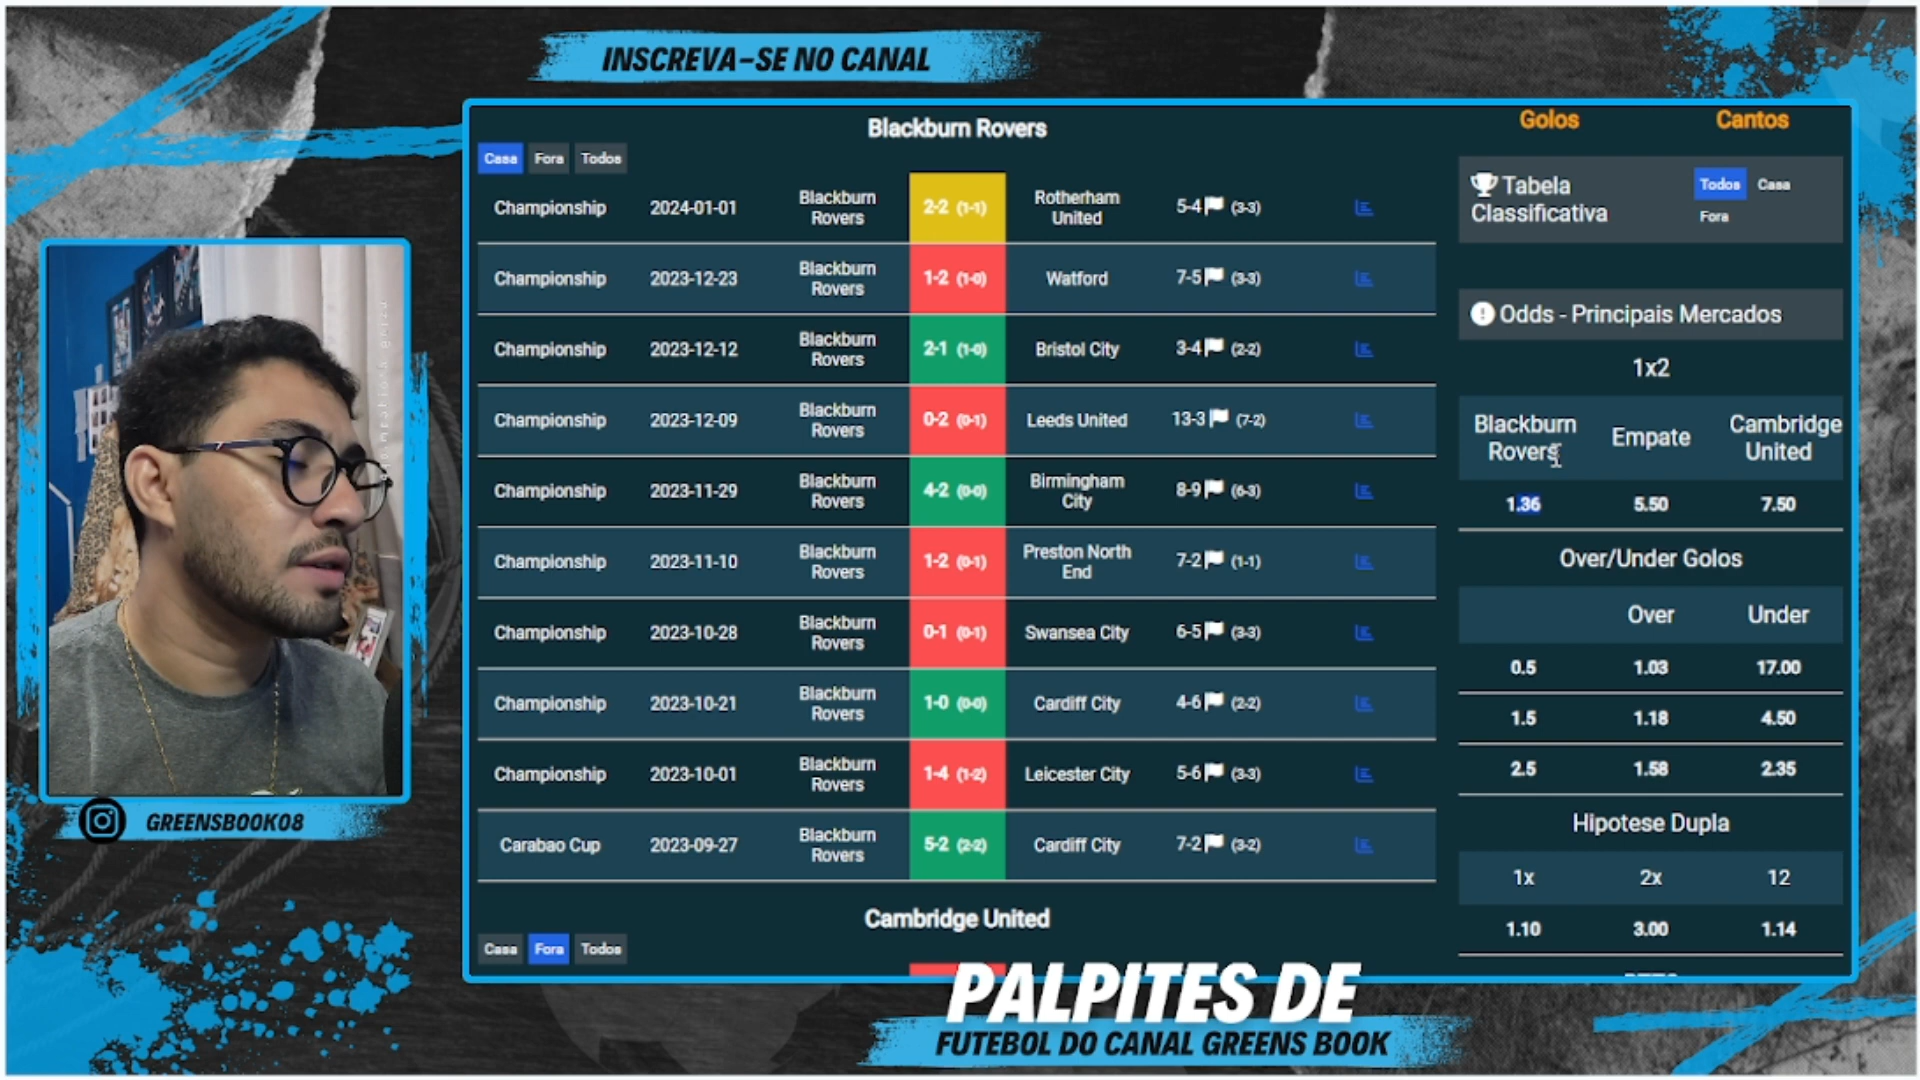 INSCREVA-SE NO CANAL
Blackburn Rovers
Casa Fora Todos
Championship 2024-01-01 Blackburn Rovers 2-2 (1-1) Rotherham United 5-4 (3-3)
Championship 2023-12-23 Blackburn Rovers 1-2 (1-0) Watford 7-5 (3-3)
Championship 2023-12-12 Blackburn Rovers 2-1 (1-0) Bristol City 3-4 (2-2)
Championship 2023-12-09 Blackburn Rovers 0-2 (0-1) Leeds United 13-3 (7-2)
Championship 2023-11-29 Blackburn Rovers 4-2 (0-0) Birmingham City 8-9 (6-3)
Championship 2023-11-10 Blackburn Rovers 1-2 (0-1) Preston North End 7-2 (1-1)
Championship 2023-10-28 Blackburn Rovers 0-1 (0-1) Swansea City 6-5 (3-3)
Championship 2023-10-21 Blackburn Rovers 1-0 (0-0) Cardiff City 4-6 (2-2)
Championship 2023-10-01 Blackburn Rovers 1-4 (1-2) Leicester City 5-6 (3-3)
Carabao Cup 2023-09-27 Blackburn Rovers 5-2 (2-2) Cardiff City 7-2 (3-2)
Cambridge United
Casa Fora Todos
Golos Cantos
Tabela Classificativa
Todos Casa
Fora
Odds - Principais Mercados
1x2
Blackburn Rovers Empate Cambridge United
1.36 5.50 7.50
Over/Under Golos
Over Under
0.5 1.03 17.00
1.5 1.18 4.50
2.5 1.58 2.35
Hipotese Dupla
1x 2x 12
1.10 3.00 1.14
GREENSBOOK08
PALPITES DE
FUTEBOL DO CANAL GREENS BOOK